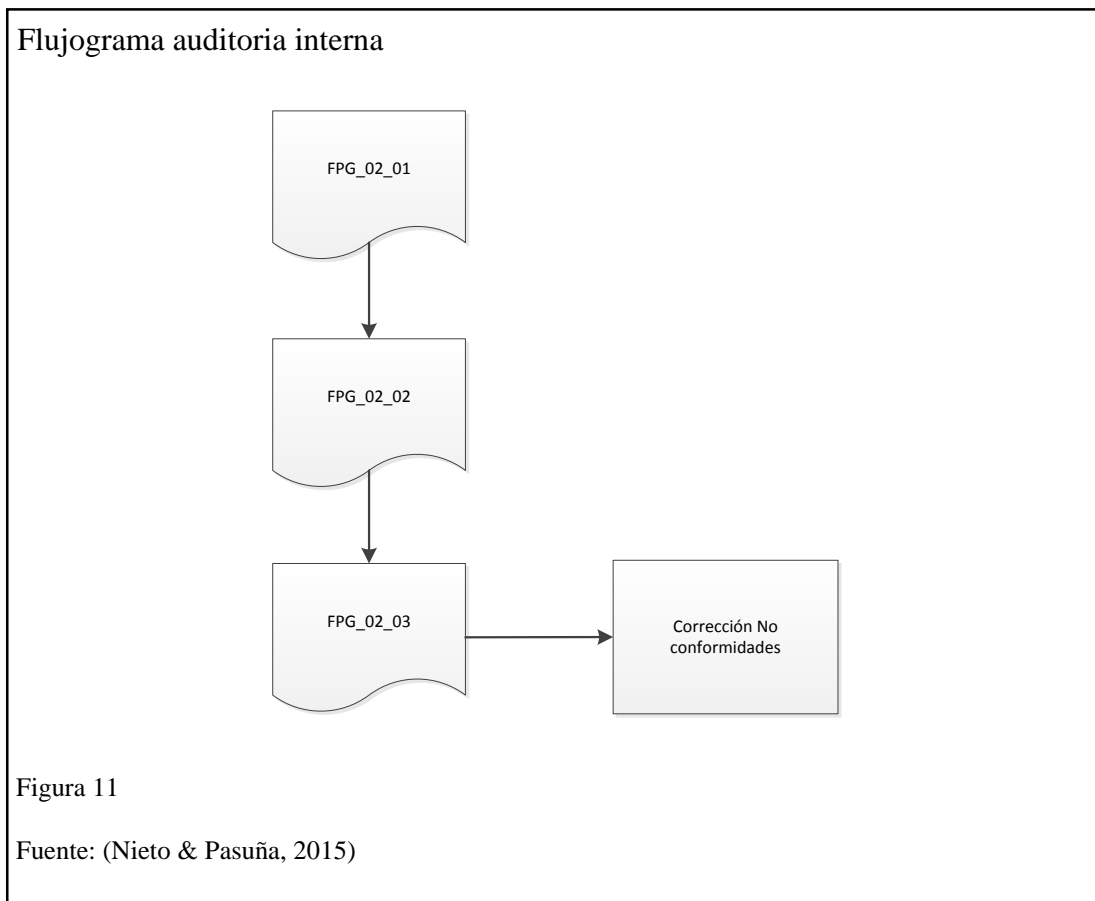 Flujograma auditoria interna
FPG_02_01
FPG_02_02
FPG_02_03
Corrección No
conformidades
Figura 11
Fuente: (Nieto & Pasuña, 2015)